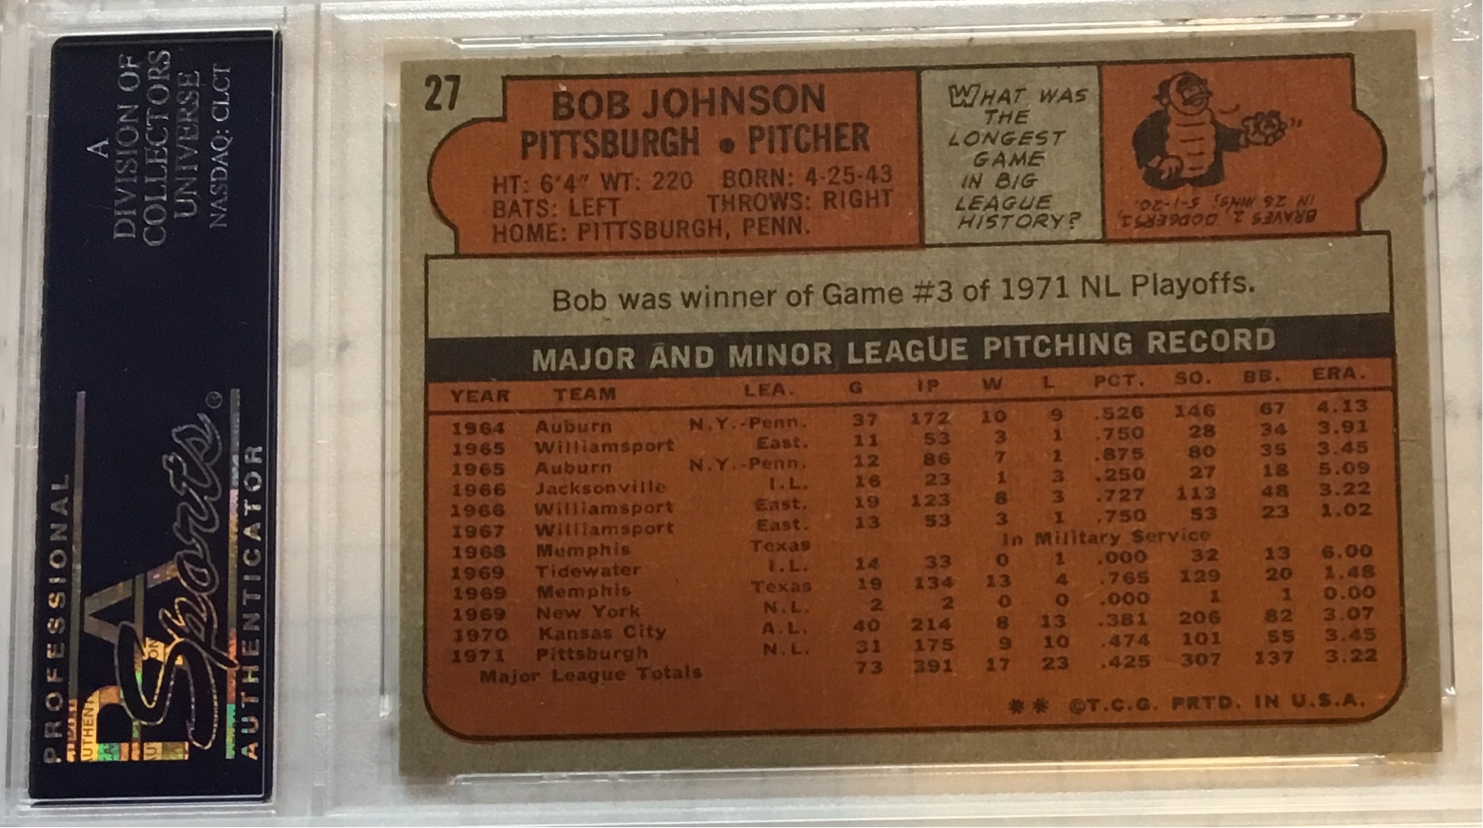 A
DIVISION OF
COLLECTORS
UNIVERSE
NASDAQ: CLCT
PROFESSIONAL
PSA
Sports®
AUTHENTICATOR
27
BOB JOHNSON
PITTSBURGH • PITCHER
HT: 6'4" WT: 220 BORN: 4-25-43
BATS: LEFT THROWS: RIGHT
HOME: PITTSBURGH, PENN.
WHAT WAS
THE
LONGEST
GAME
IN BIG
LEAGUE
HISTORY?
BRAVES 1, DODGERS 1,
IN 26 INNS! 5-1-20.
Bob was winner of Game #3 of 1971 NL Playoffs.
MAJOR AND MINOR LEAGUE PITCHING RECORD
YEAR TEAM LEA. G IP W L PCT. SO. BB. ERA.
1964 Auburn N.Y.-Penn. 37 172 10 9 .526 146 67 4.13
1965 Williamsport East. 11 53 3 1 .750 28 34 3.91
1965 Auburn N.Y.-Penn. 12 86 7 1 .875 80 35 3.45
1966 Jacksonville I.L. 16 23 1 3 .250 27 18 5.09
1966 Williamsport East. 19 123 8 3 .727 113 48 3.22
1967 Williamsport East. 13 53 3 1 .750 53 23 1.02
1968 Memphis Texas In Military Service
1969 Tidewater I.L. 14 33 0 1 .000 32 13 6.00
1969 Memphis Texas 19 134 13 4 .765 129 20 1.48
1969 New York N.L. 2 2 0 0 .000 1 1 0.00
1970 Kansas City A.L. 40 214 8 13 .381 206 82 3.07
1971 Pittsburgh N.L. 31 175 9 10 .474 101 55 3.45
Major League Totals 73 391 17 23 .425 307 137 3.22
** ©T.C.G. PRTD. IN U.S.A.